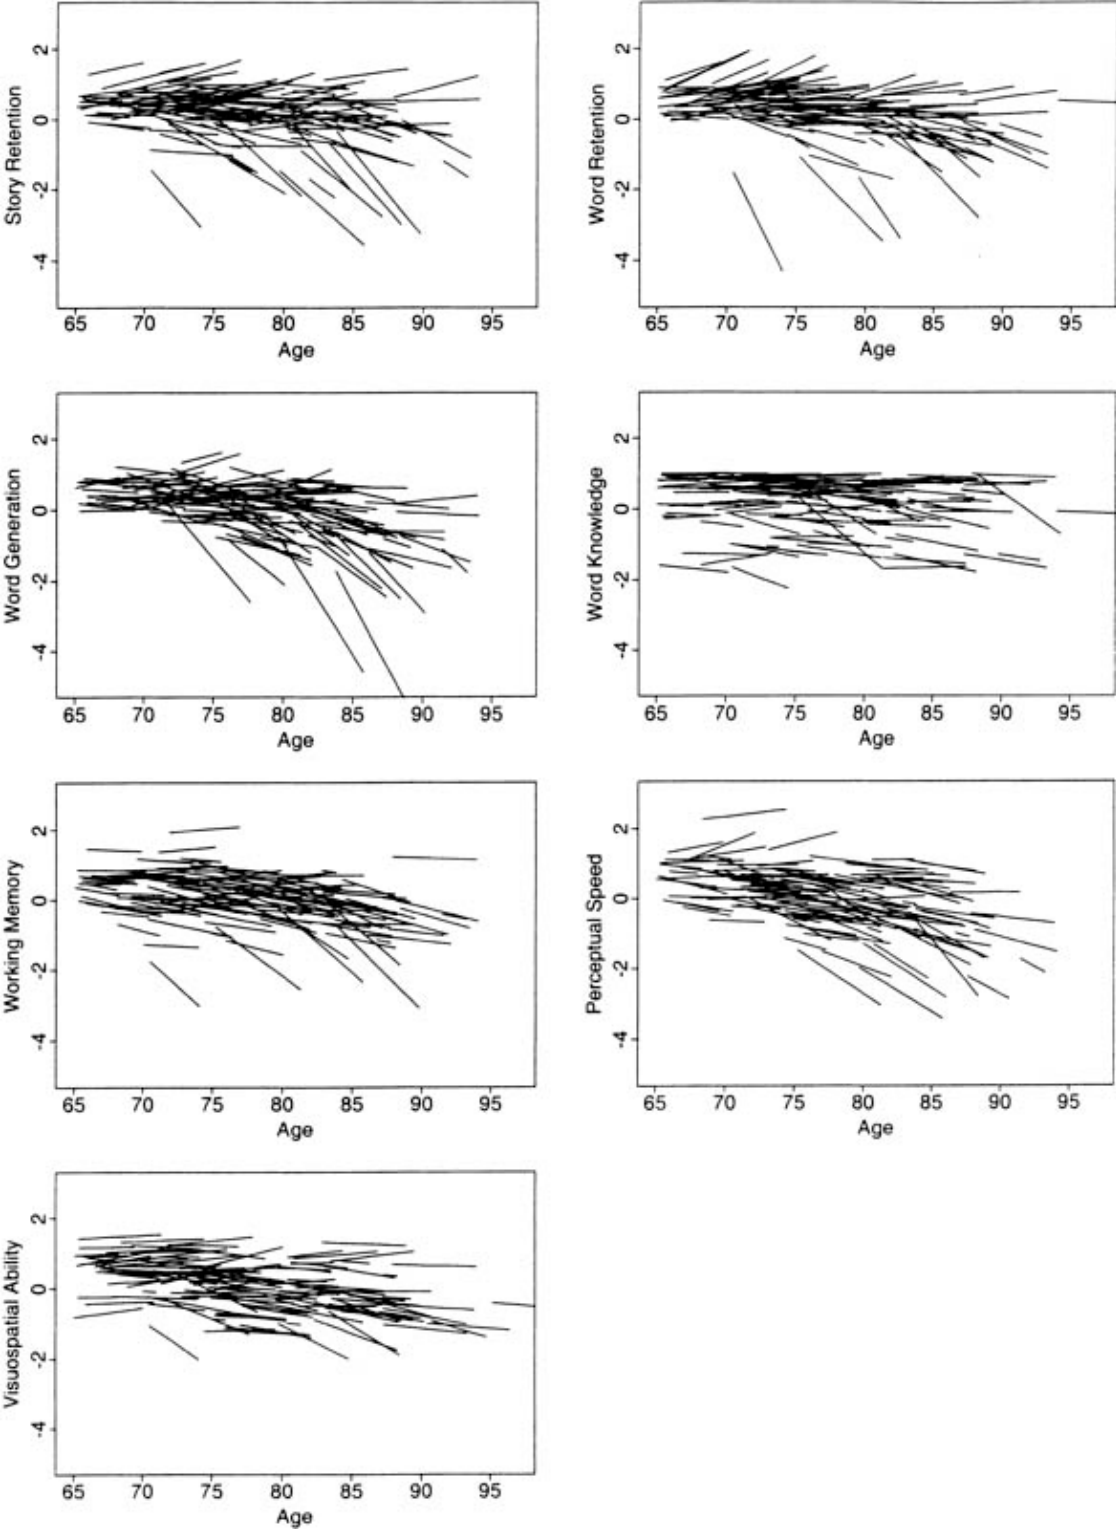 Story Retention
2
0
-2
-4
65 70 75 80 85 90 95
Age
Word Retention
2
0
-2
-4
65 70 75 80 85 90 95
Age
Word Generation
2
0
-2
-4
65 70 75 80 85 90 95
Age
Word Knowledge
2
0
-2
-4
65 70 75 80 85 90 95
Age
Working Memory
2
0
-2
-4
65 70 75 80 85 90 95
Age
Perceptual Speed
2
0
-2
-4
65 70 75 80 85 90 95
Age
Visuospatial Ability
2
0
-2
-4
65 70 75 80 85 90 95
Age